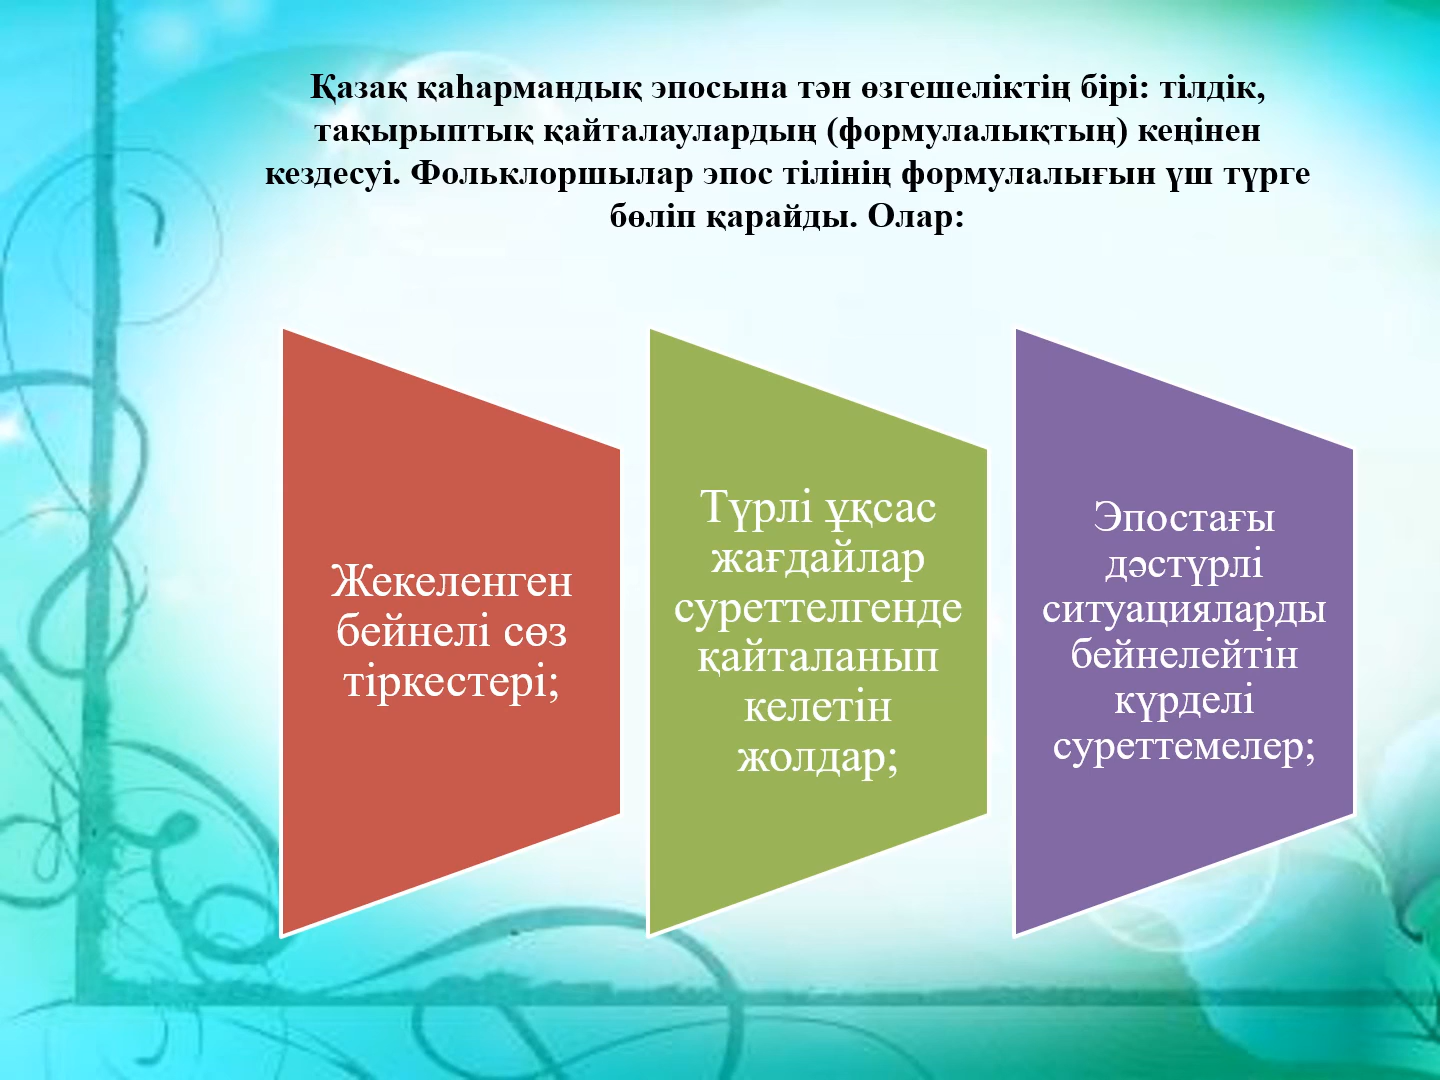 Қазақ қаһармандық эпосына тән өзгешеліктің бірі: тілдік,
тақырыптық қайталаулардың (формулалықтың) кеңінен
кездесуі. Фольклоршылар эпос тілінің формулалығын үш түрге
бөліп қарайды. Олар:
Жекеленген
бейнелі сөз
тіркестері;
Түрлі ұқсас
жағдайлар
суреттелгенде
қайталанып
келетін
жолдар;
Эпостағы
дәстүрлі
ситуацияларды
бейнелейтін
күрделі
суреттемелер;